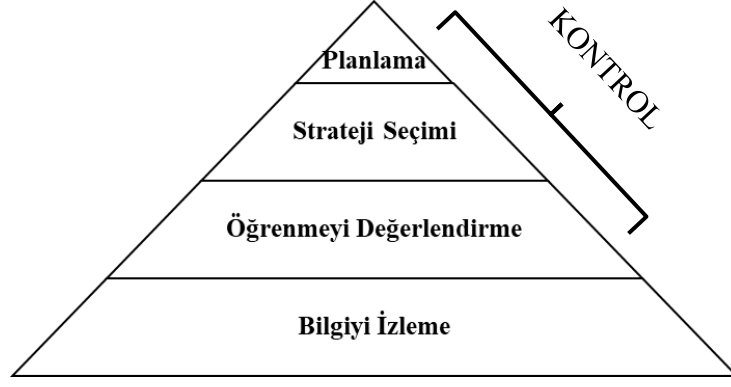 Planlama
KONTROL
Strateji Seçimi
Öğrenmeyi Değerlendirme
Bilgiyi İzleme